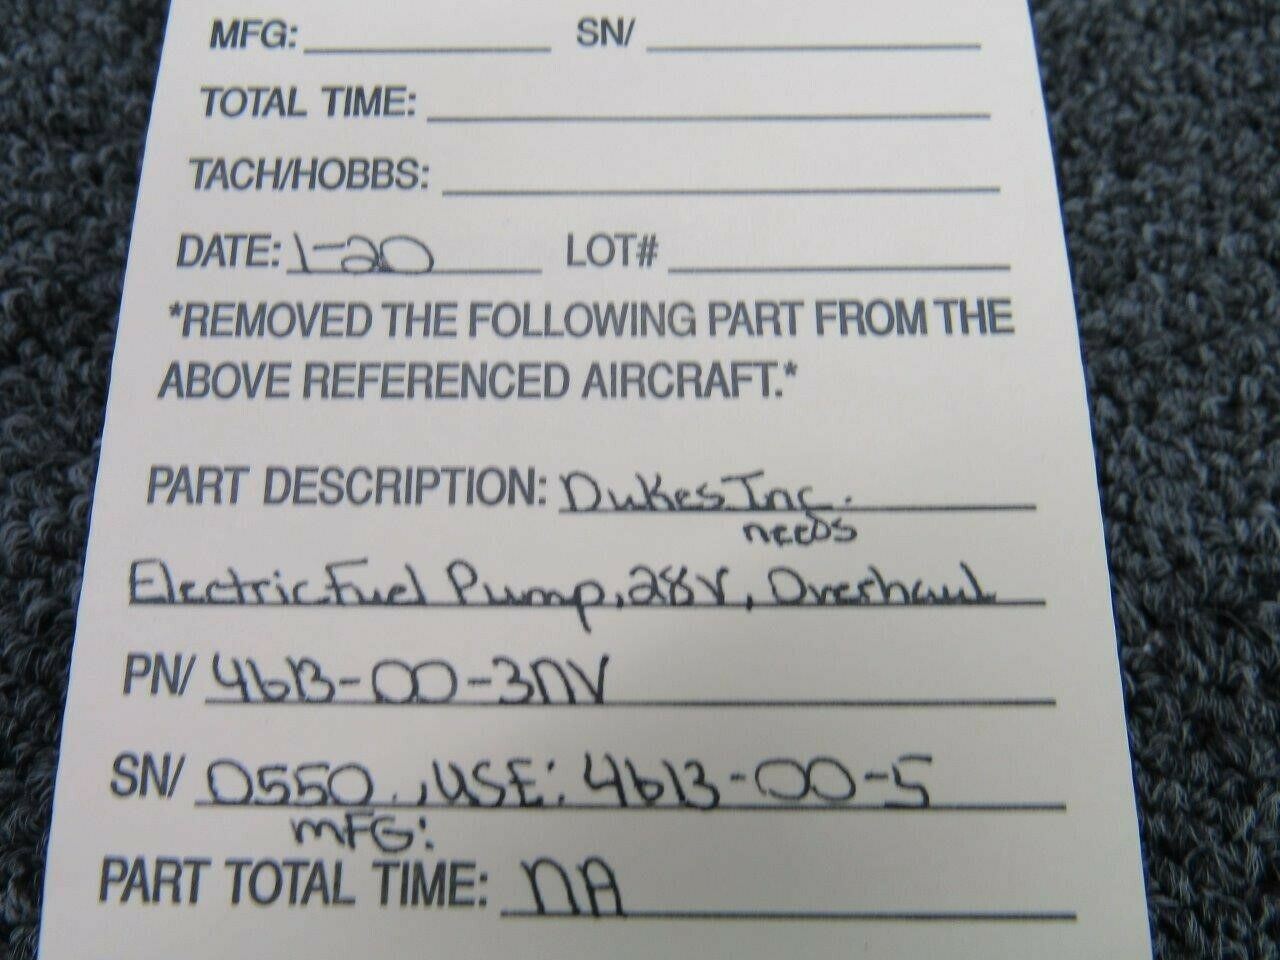 MFG: SN/
TOTAL TIME:
TACH/HOBBS:
DATE: 1-20 LOT#
*REMOVED THE FOLLOWING PART FROM THE
ABOVE REFERENCED AIRCRAFT.*
PART DESCRIPTION: Dukes Inc.
needs
Electric Fuel Pump, 28V, Overhaul
PN/ 4613-00-3NV
SN/ 0550, USE: 4613-00-5
MFG:
PART TOTAL TIME: NA